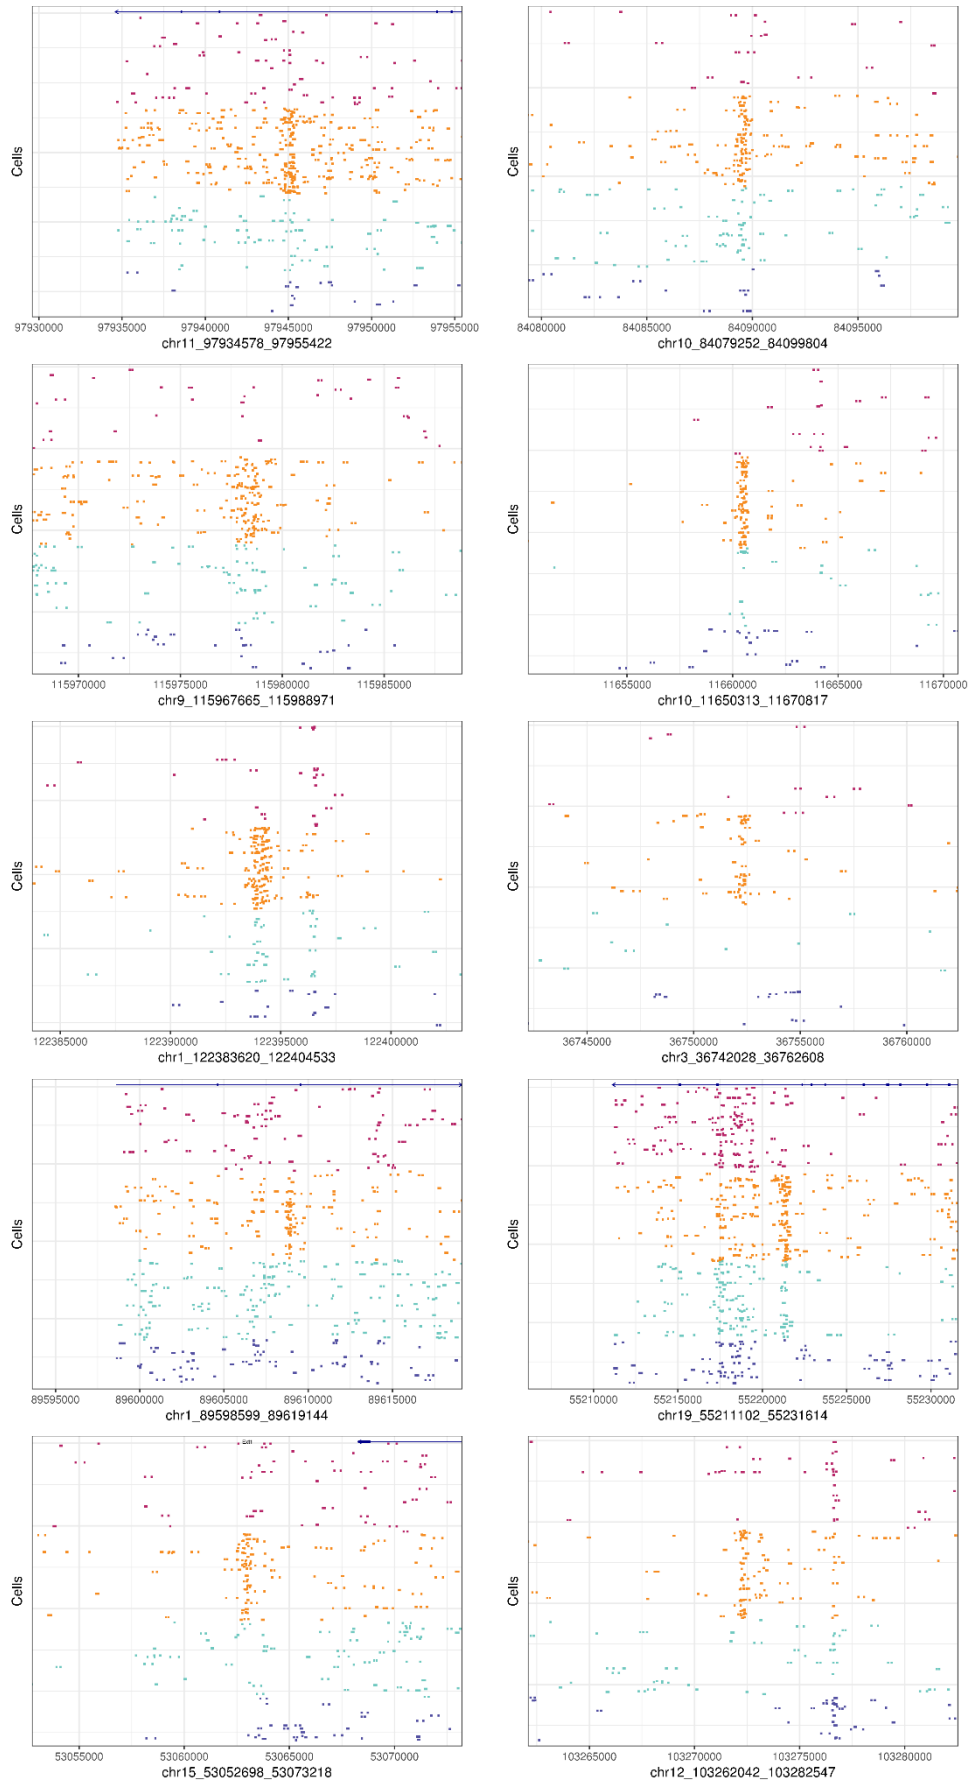 Cells
97930000 97935000 97940000 97945000 97950000 97955000
chr11_97934578_97955422
Cells
84080000 84085000 84090000 84095000
chr10_84079252_84099804
Cells
115970000 115975000 115980000 115985000
chr9_115967665_115988971
Cells
11655000 11660000 11665000 11670000
chr10_11650313_11670817
Cells
122385000 122390000 122395000 122400000
chr1_122383620_122404533
Cells
36745000 36750000 36755000 36760000
chr3_36742028_36762608
Cells
89595000 89600000 89605000 89610000 89615000
chr1_89598599_89619144
Cells
55210000 55215000 55220000 55225000 55230000
chr19_55211102_55231614
Cells
53055000 53060000 53065000 53070000
chr15_53052698_53073218
Cells
103265000 103270000 103275000 103280000
chr12_103262042_103282547